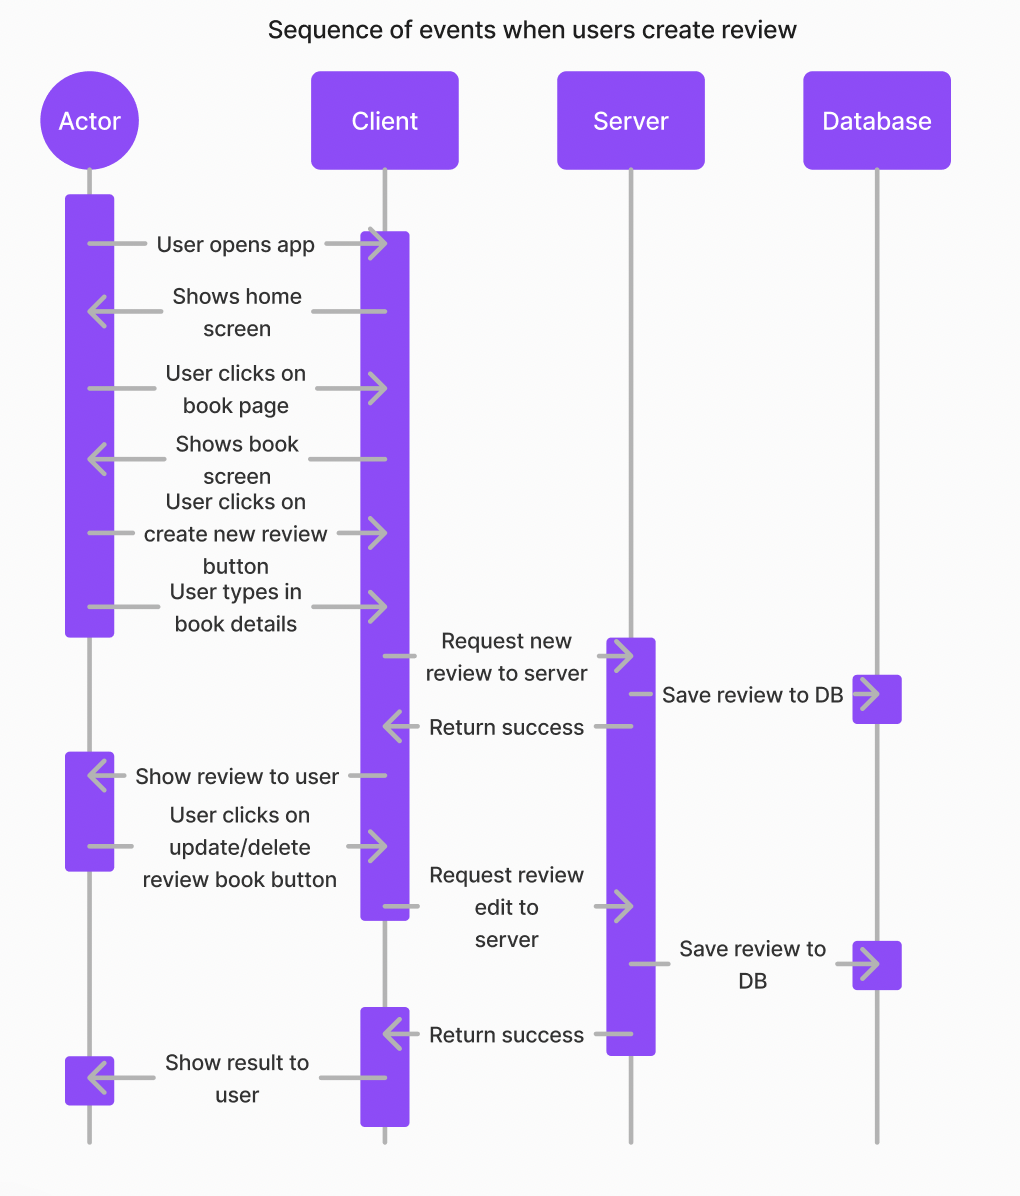 Sequence of events when users create review
Actor
Client
Server
Database
User opens app
Shows home
screen
User clicks on
book page
Shows book
screen
User clicks on
create new review
button
User types in
book details
Request new
review to server
Save review to DB
Return success
Show review to user
User clicks on
update/delete
review book button
Request review
edit to
server
Save review to
DB
Return success
Show result to
user